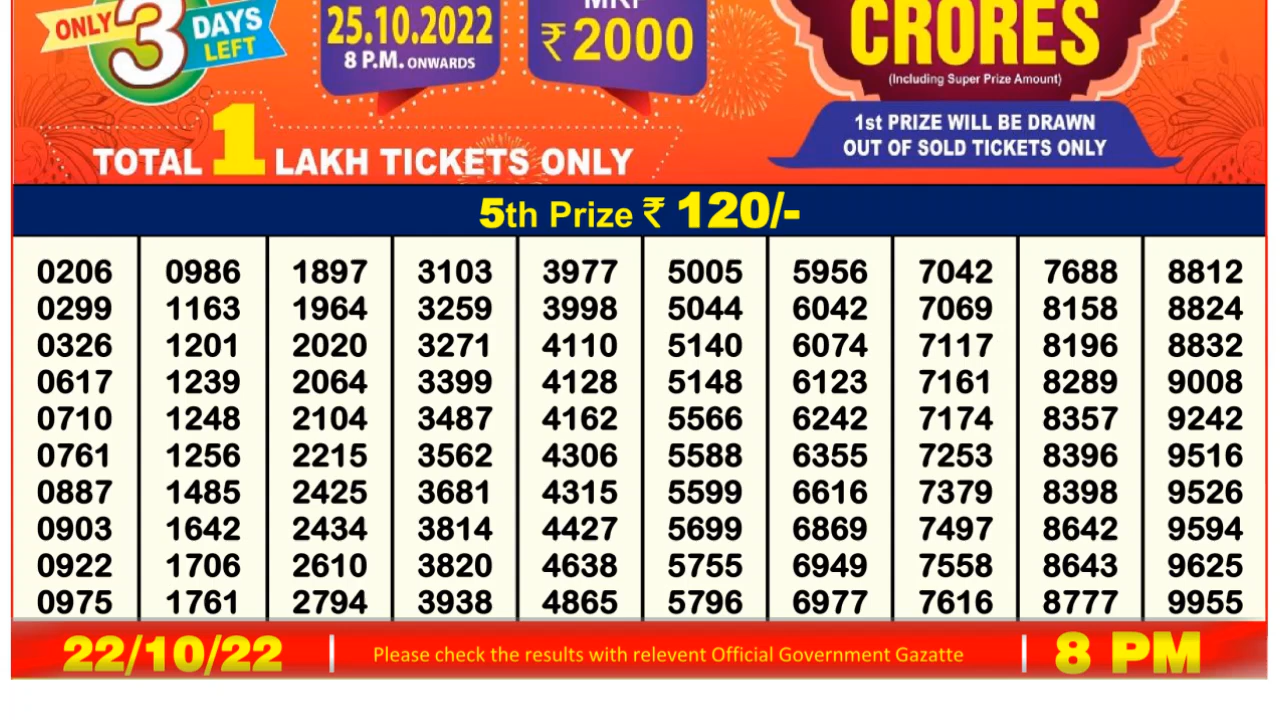 ONLY 3 DAYS LEFT
25.10.2022
8 P.M. ONWARDS
MRP
₹ 2000
CRORES
(Including Super Prize Amount)
1st PRIZE WILL BE DRAWN
OUT OF SOLD TICKETS ONLY
TOTAL 1 LAKH TICKETS ONLY
5th Prize ₹ 120/-
0206 0986 1897 3103 3977 5005 5956 7042 7688 8812
0299 1163 1964 3259 3998 5044 6042 7069 8158 8824
0326 1201 2020 3271 4110 5140 6074 7117 8196 8832
0617 1239 2064 3399 4128 5148 6123 7161 8289 9008
0710 1248 2104 3487 4162 5566 6242 7174 8357 9242
0761 1256 2215 3562 4306 5588 6355 7253 8396 9516
0887 1485 2425 3681 4315 5599 6616 7379 8398 9526
0903 1642 2434 3814 4427 5699 6869 7497 8642 9594
0922 1706 2610 3820 4638 5755 6949 7558 8643 9625
0975 1761 2794 3938 4865 5796 6977 7616 8777 9955
22/10/22 | Please check the results with relevent Official Government Gazatte | 8 PM